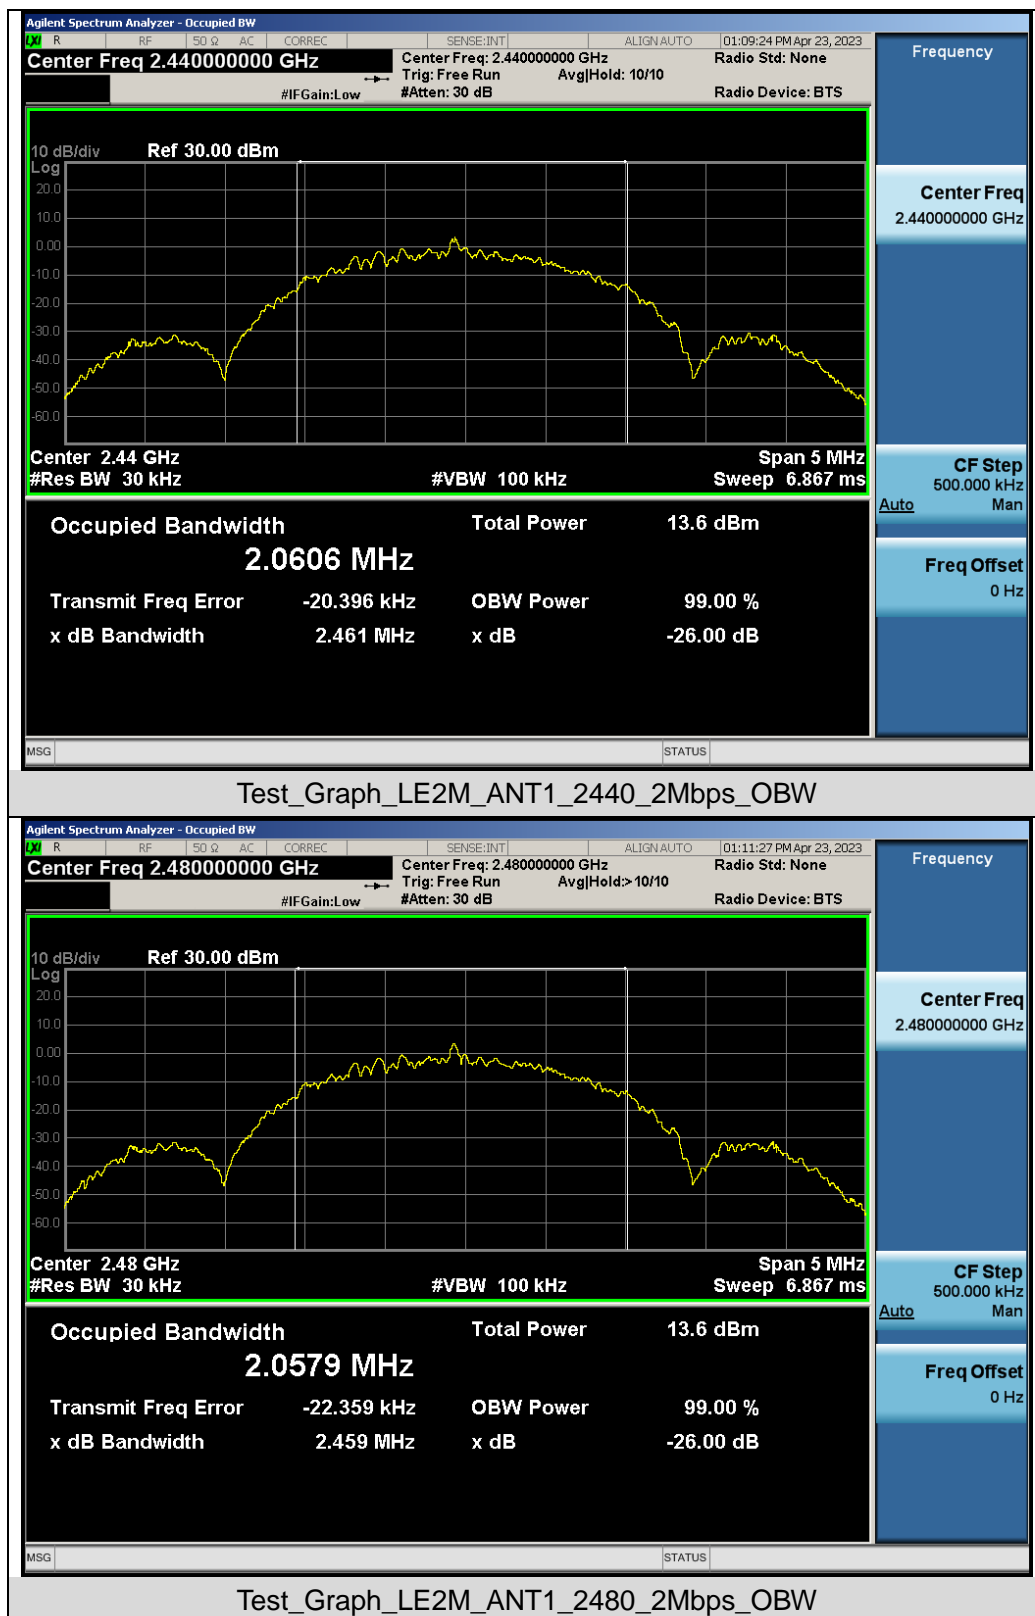 Agilent Spectrum Analyzer - Occupied BW
LXI R RF 50 Ω AC CORREC SENSE:INT ALIGN AUTO 01:09:24 PM Apr 23, 2023
Center Freq 2.440000000 GHz
Center Freq: 2.440000000 GHz Radio Std: None
Trig: Free Run Avg|Hold: 10/10
#IFGain:Low #Atten: 30 dB Radio Device: BTS
Frequency
10 dB/div Ref 30.00 dBm
Log
20.0
10.0
0.00
-10.0
-20.0
-30.0
-40.0
-50.0
-60.0
Center Freq
2.440000000 GHz
Center 2.44 GHz Span 5 MHz
#Res BW 30 kHz #VBW 100 kHz Sweep 6.867 ms
CF Step
500.000 kHz
Auto Man
Freq Offset
0 Hz
Occupied Bandwidth Total Power 13.6 dBm
2.0606 MHz
Transmit Freq Error -20.396 kHz OBW Power 99.00 %
x dB Bandwidth 2.461 MHz x dB -26.00 dB
MSG STATUS
Test_Graph_LE2M_ANT1_2440_2Mbps_OBW
Agilent Spectrum Analyzer - Occupied BW
LXI R RF 50 Ω AC CORREC SENSE:INT ALIGN AUTO 01:11:27 PM Apr 23, 2023
Center Freq 2.480000000 GHz
Center Freq: 2.480000000 GHz Radio Std: None
Trig: Free Run Avg|Hold:>10/10
#IFGain:Low #Atten: 30 dB Radio Device: BTS
Frequency
10 dB/div Ref 30.00 dBm
Log
20.0
10.0
0.00
-10.0
-20.0
-30.0
-40.0
-50.0
-60.0
Center Freq
2.480000000 GHz
Center 2.48 GHz Span 5 MHz
#Res BW 30 kHz #VBW 100 kHz Sweep 6.867 ms
CF Step
500.000 kHz
Auto Man
Freq Offset
0 Hz
Occupied Bandwidth Total Power 13.6 dBm
2.0579 MHz
Transmit Freq Error -22.359 kHz OBW Power 99.00 %
x dB Bandwidth 2.459 MHz x dB -26.00 dB
MSG STATUS
Test_Graph_LE2M_ANT1_2480_2Mbps_OBW